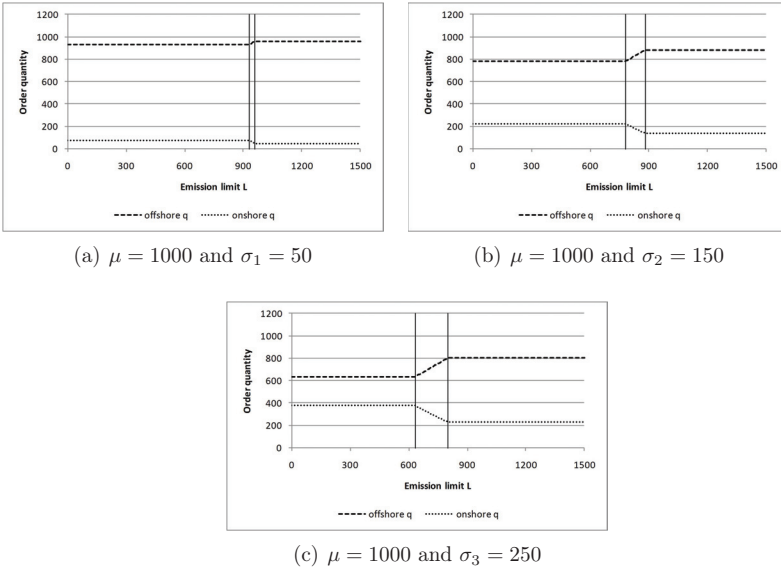 1200
1000
800
600
400
200
0
Order quantity
0 300 600 900 1200 1500
Emission limit L
offshore q onshore q
(a) μ = 1000 and σ₁ = 50
1200
1000
800
600
400
200
0
Order quantity
0 300 600 900 1200 1500
Emission limit L
offshore q onshore q
(b) μ = 1000 and σ₂ = 150
1200
1000
800
600
400
200
0
Order quantity
0 300 600 900 1200 1500
Emission limit L
offshore q onshore q
(c) μ = 1000 and σ₃ = 250